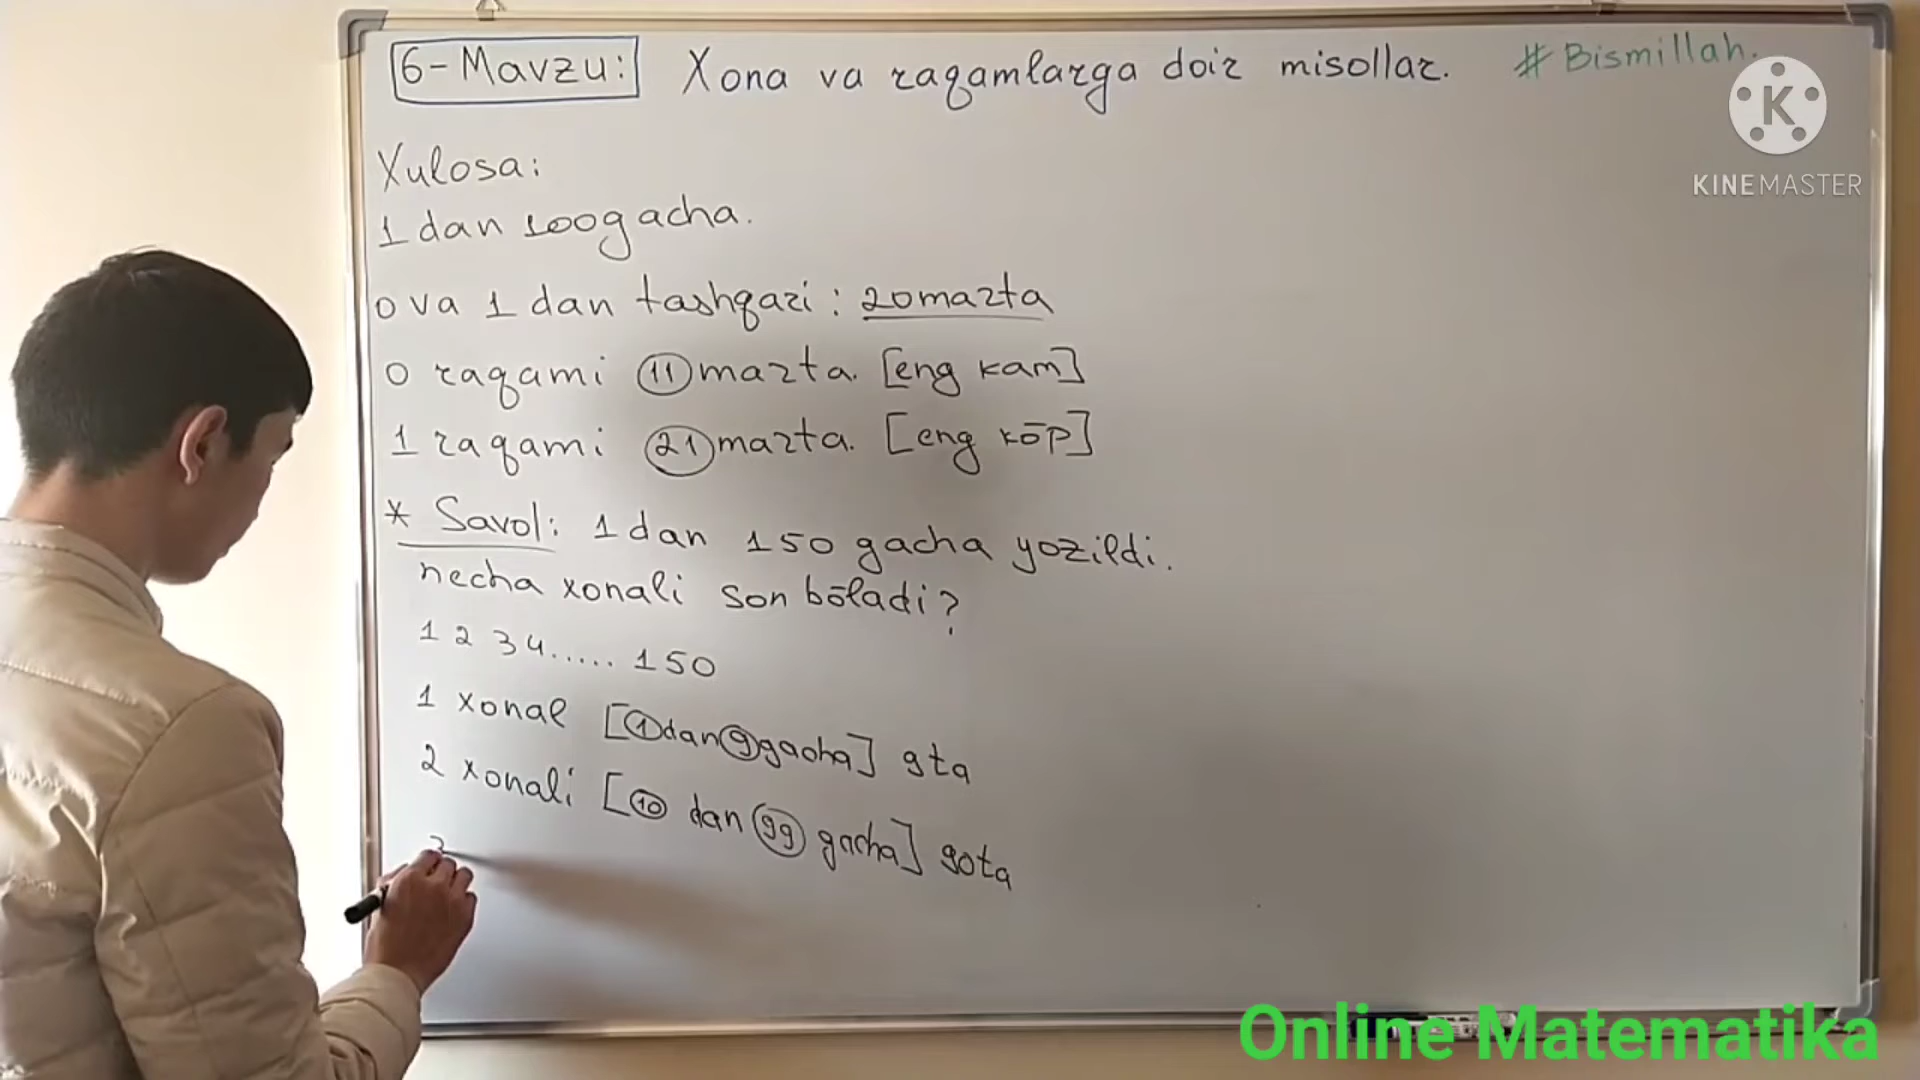 6-Mavzu: Xona va raqamlarga doir misollar. #Bismillah.
K
KINEMASTER
Xulosa:
1 dan 100gacha.
0 va 1 dan tashqari: 20marta
0 raqami 11 marta. [eng kam]
1 raqami 21 marta. [eng kōp]
* Savol: 1 dan 150 gacha yozildi.
necha xonali son bōladi?
1 2 3 4..... 150
1 xonal [1 dan 9 gacha] 9ta
2 xonali [10 dan 99 gacha] 90ta
Online Matematika